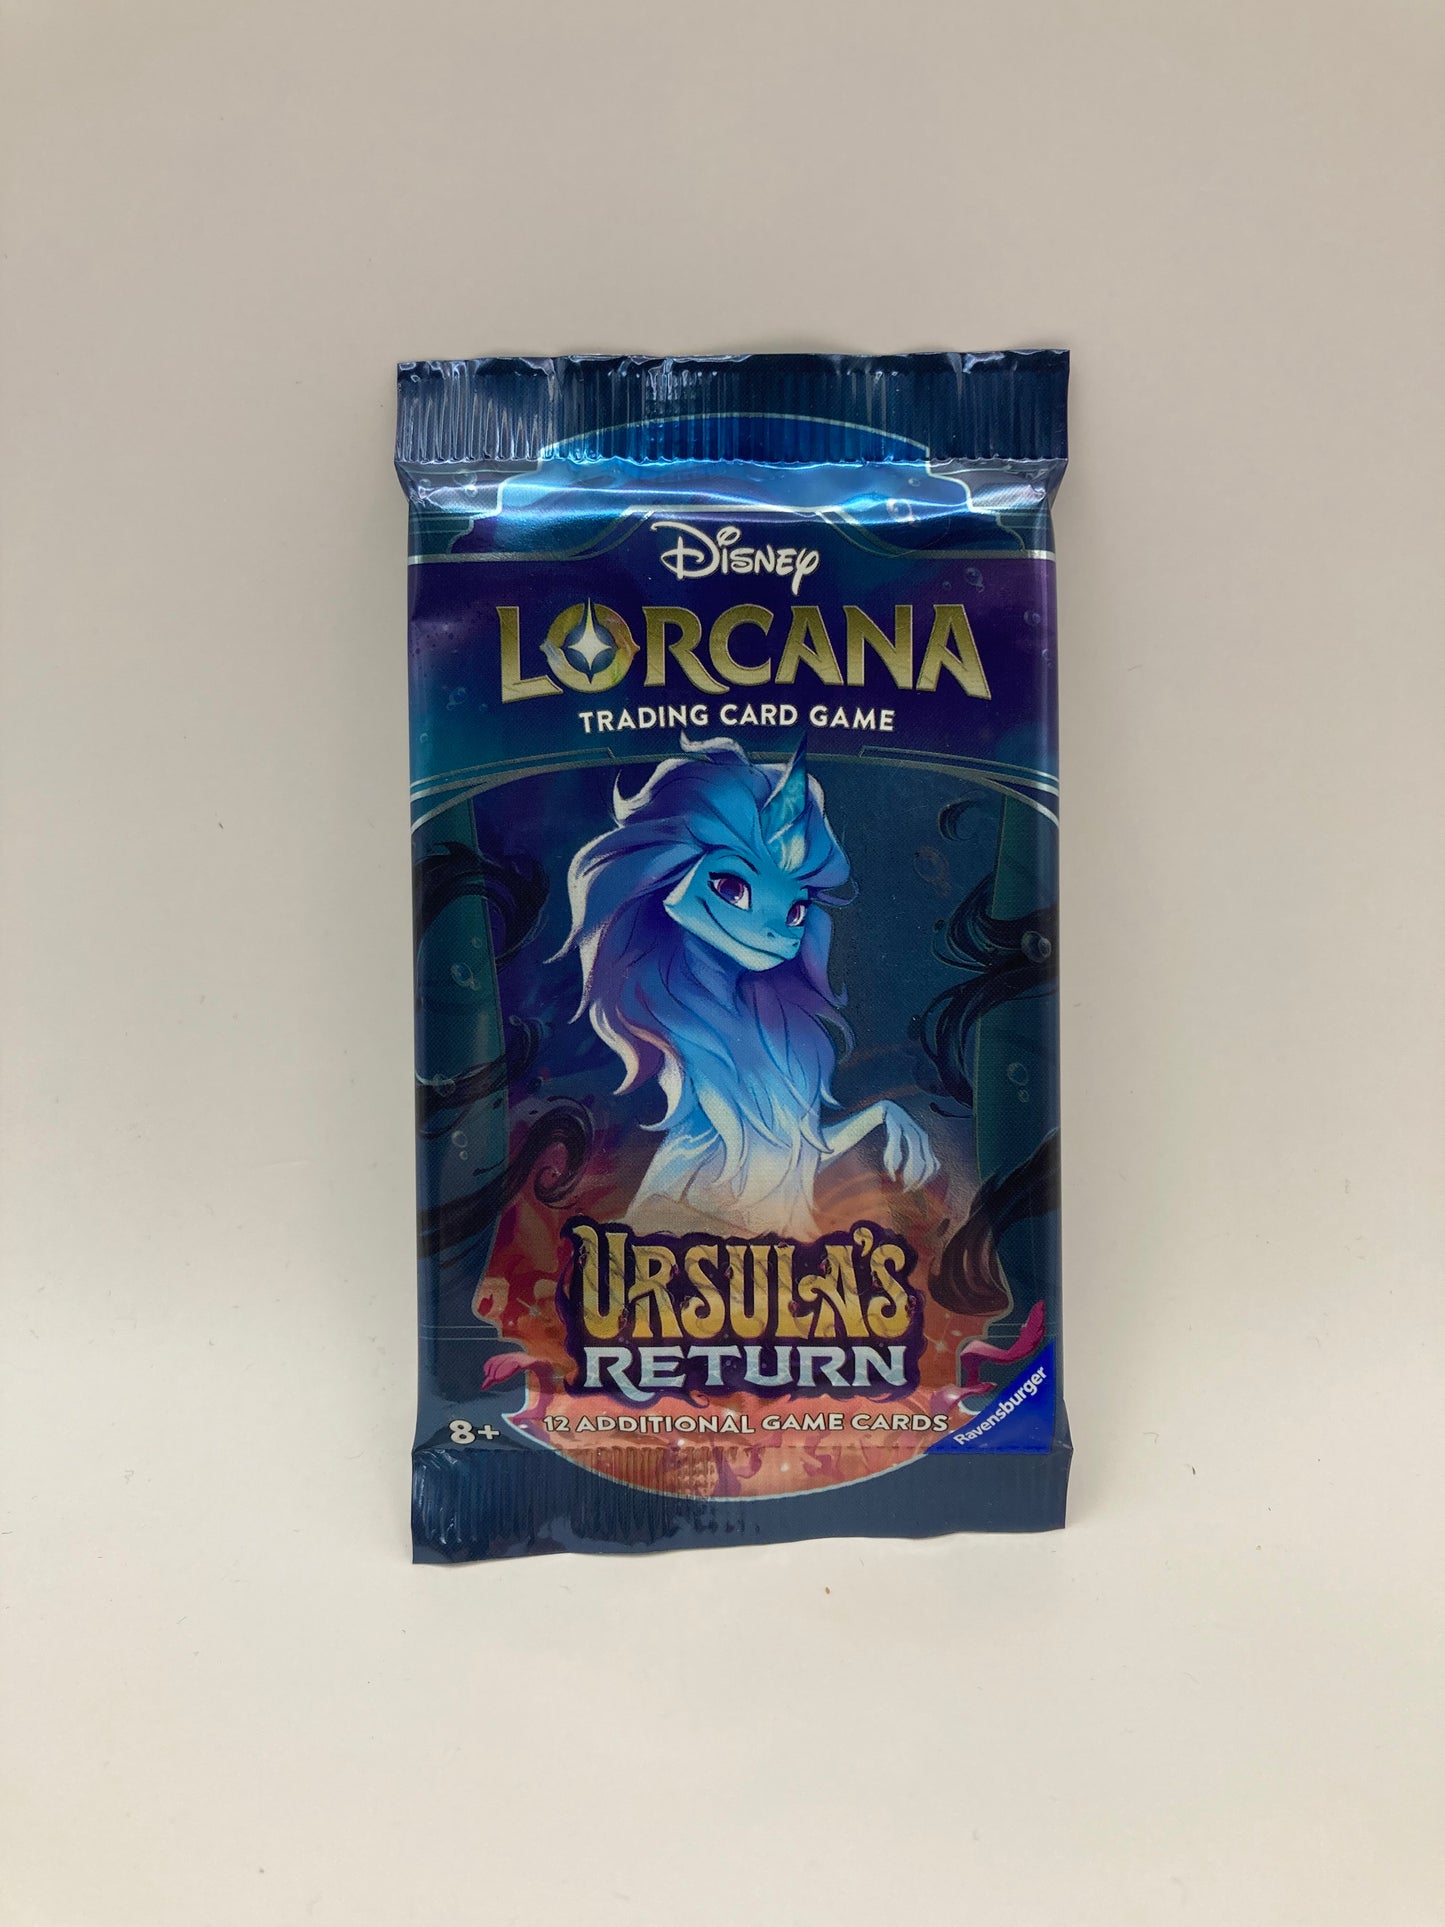 Disney
LORCANA
TRADING CARD GAME
URSULA'S
RETURN
8+
12 ADDITIONAL GAME CARDS
Ravensburger